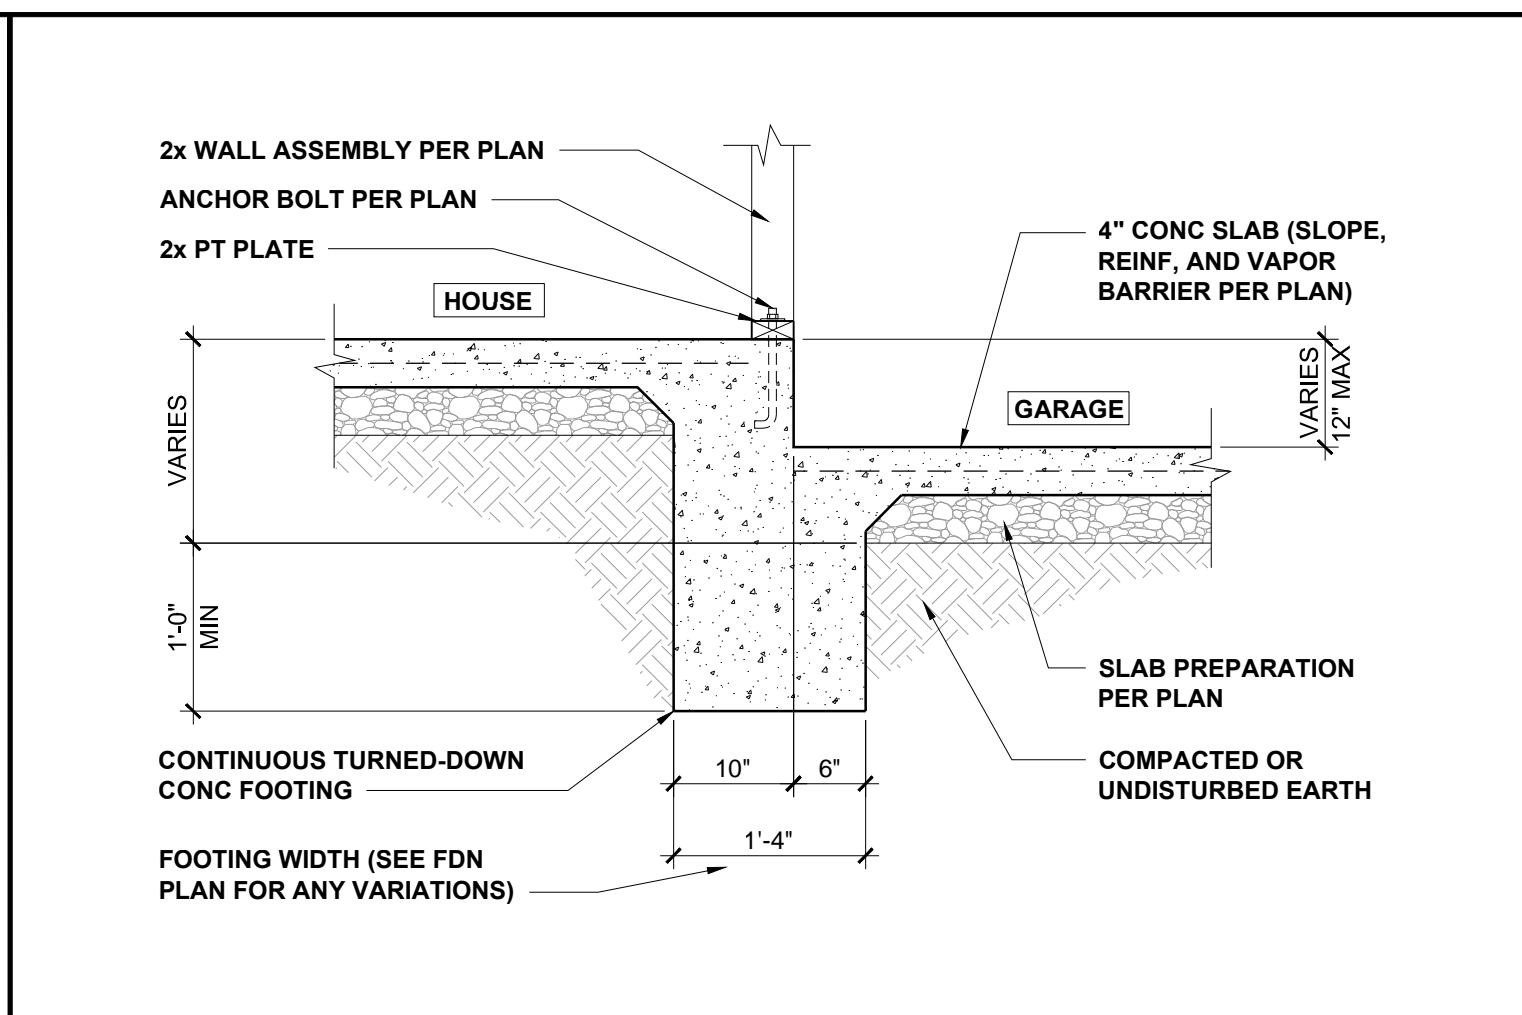 2x WALL ASSEMBLY PER PLAN
ANCHOR BOLT PER PLAN
2x PT PLATE
HOUSE
4" CONC SLAB (SLOPE,
REINF, AND VAPOR
BARRIER PER PLAN)
GARAGE
VARIES
12" MAX
VARIES
1'-0"
MIN
SLAB PREPARATION
PER PLAN
CONTINUOUS TURNED-DOWN
CONC FOOTING
10"
6"
COMPACTED OR
UNDISTURBED EARTH
1'-4"
FOOTING WIDTH (SEE FDN
PLAN FOR ANY VARIATIONS)